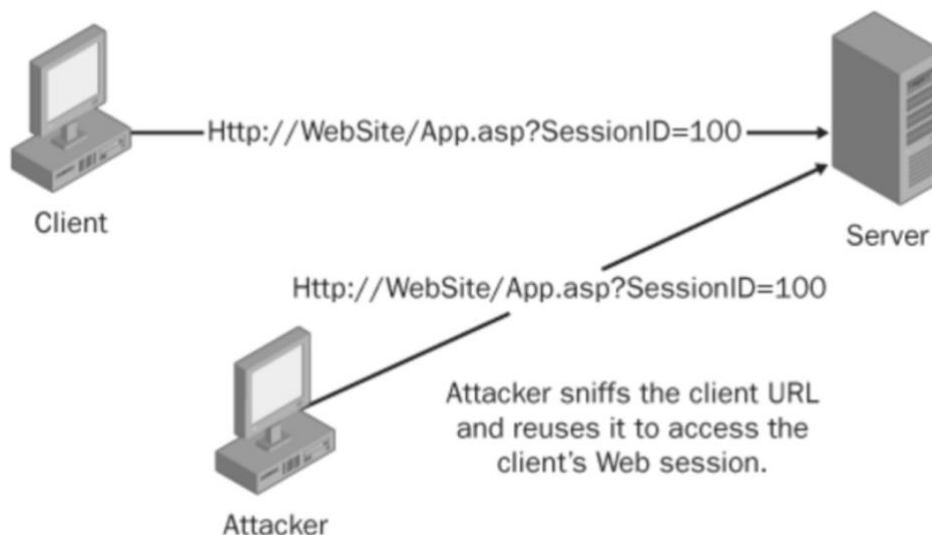 Http://WebSite/App.asp?SessionID=100
Client
Server
Http://WebSite/App.asp?SessionID=100
Attacker sniffs the client URL
and reuses it to access the
client's Web session.
Attacker